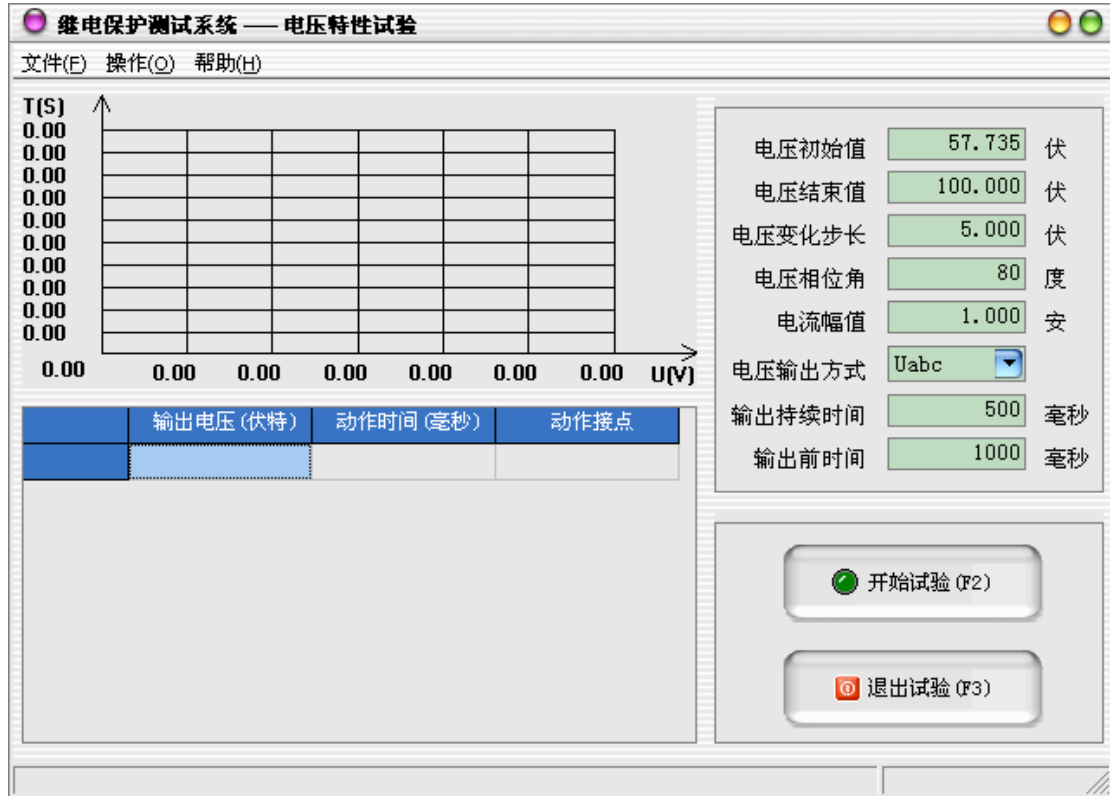 继电保护测试系统 —— 电压特性试验
文件(F) 操作(O) 帮助(H)
T(S)
0.00
0.00
0.00
0.00
0.00
0.00
0.00
0.00
0.00
0.00
0.00 0.00 0.00 0.00 0.00 0.00 0.00 U(V)
输出电压(伏特) 动作时间(毫秒) 动作接点
电压初始值 57.735 伏
电压结束值 100.000 伏
电压变化步长 5.000 伏
电压相位角 80 度
电流幅值 1.000 安
电压输出方式 Uabc
输出持续时间 500 毫秒
输出前时间 1000 毫秒
开始试验(F2)
退出试验(F3)